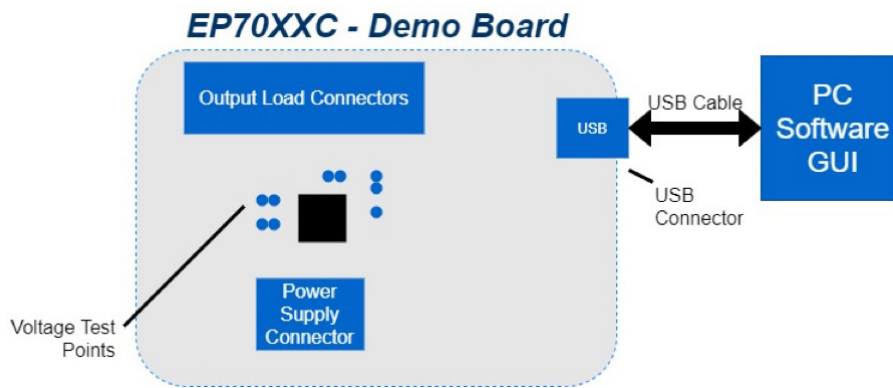 EP70XXC - Demo Board
Output Load Connectors
USB
USB Cable
PC
Software
GUI
USB
Connector
Power
Supply
Connector
Voltage Test
Points